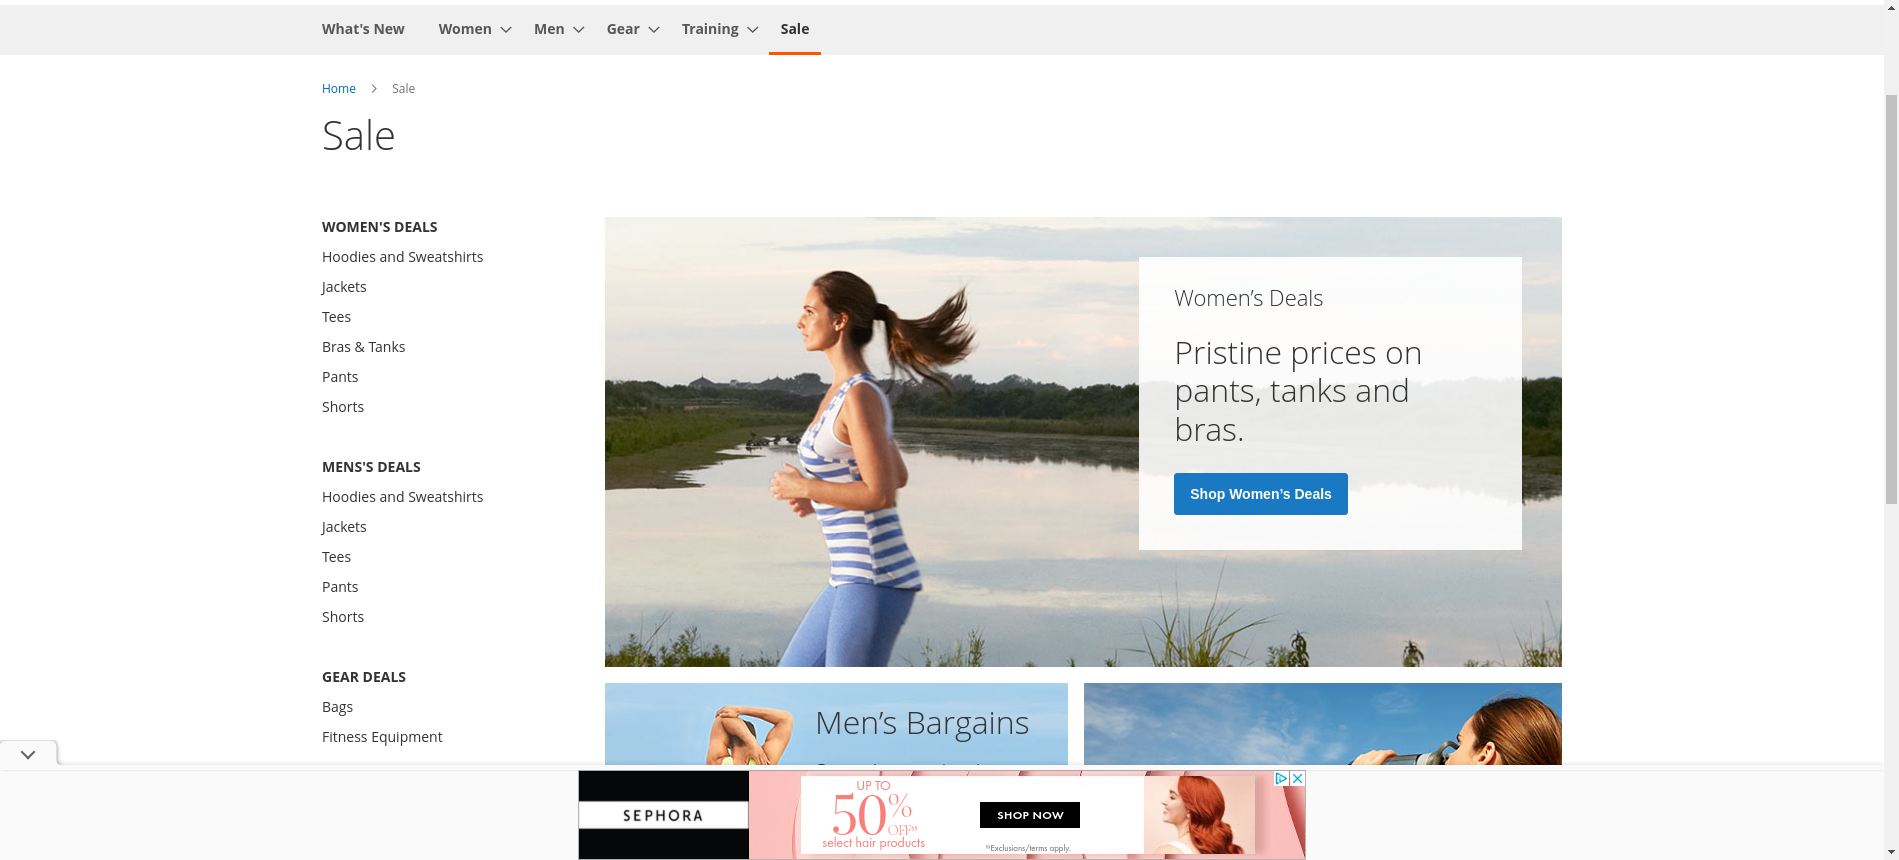 What's New
Women
Men
Gear
Training
Sale
Home
Sale
Sale
WOMEN'S DEALS
Hoodies and Sweatshirts
Jackets
Tees
Bras & Tanks
Pants
Shorts
MENS'S DEALS
Hoodies and Sweatshirts
Jackets
Tees
Pants
Shorts
GEAR DEALS
Bags
Fitness Equipment
Women’s Deals
Pristine prices on
pants, tanks and
bras.
Shop Women’s Deals
Men’s Bargains
SEPHORA
UP TO
50%
OFF**
select hair products
SHOP NOW
**Exclusions/terms apply.